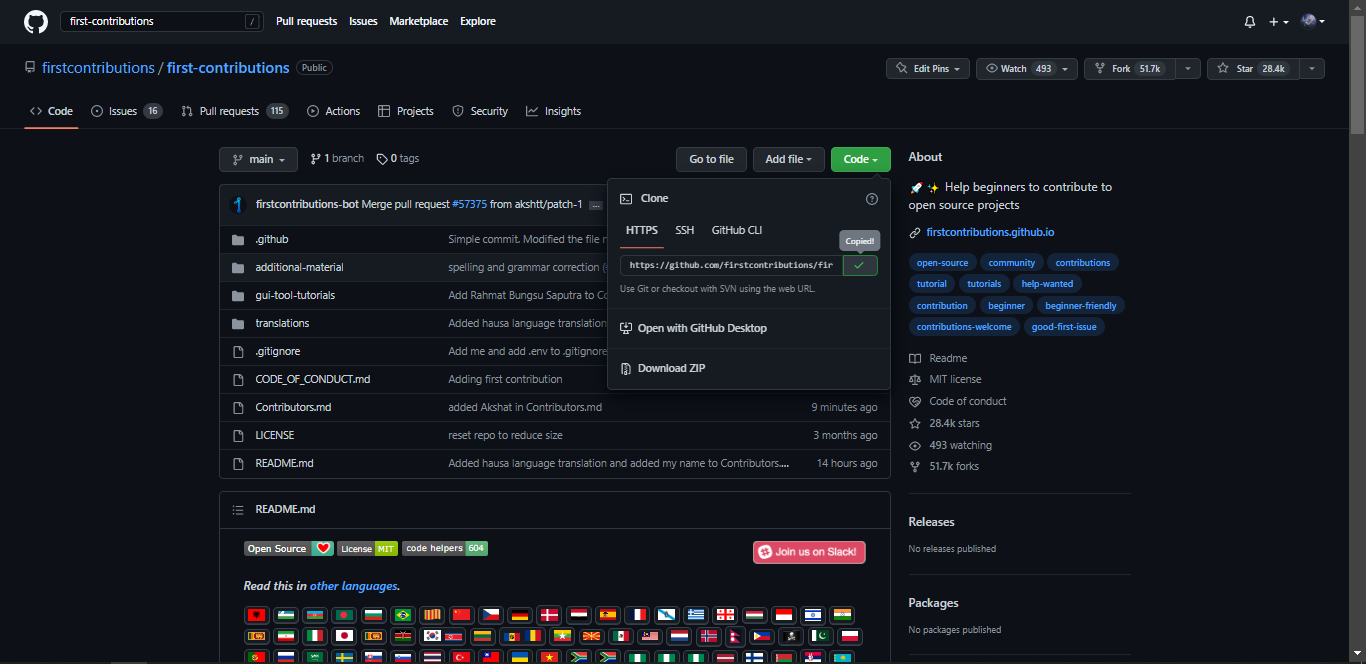 first-contributions /
Pull requests Issues Marketplace Explore
firstcontributions / first-contributions Public
Edit Pins Watch 493 Fork 51.7k Star 28.4k
Code Issues 16 Pull requests 115 Actions Projects Security Insights
main 1 branch 0 tags Go to file Add file Code
firstcontributions-bot Merge pull request #57375 from akshtt/patch-1 ...
.github Simple commit. Modified the file
additional-material spelling and grammar correction
gui-tool-tutorials Add Rahmat Bungsu Saputra to
translations Added hausa language translation
.gitignore Add me and add .env to .gitignore
CODE_OF_CONDUCT.md Adding first contribution
Contributors.md added Akshat in Contributors.md 9 minutes ago
LICENSE reset repo to reduce size 3 months ago
README.md Added hausa language translation and added my name to Contributors.... 14 hours ago
Clone
HTTPS SSH GitHub CLI
Copied!
https://github.com/firstcontributions/fir
Use Git or checkout with SVN using the web URL.
Open with GitHub Desktop
Download ZIP
README.md
Open Source License MIT code helpers 604
Join us on Slack!
Read this in other languages.
About
Help beginners to contribute to
open source projects
firstcontributions.github.io
open-source community contributions
tutorial tutorials help-wanted
contribution beginner beginner-friendly
contributions-welcome good-first-issue
Readme
MIT license
Code of conduct
28.4k stars
493 watching
51.7k forks
Releases
No releases published
Packages
No packages published